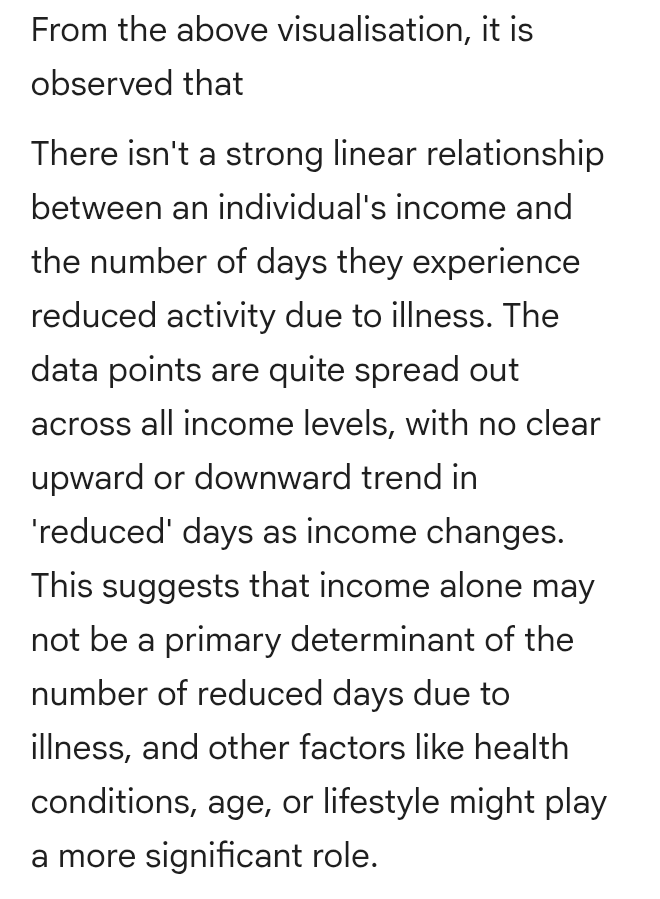 From the above visualisation, it is
observed that
There isn't a strong linear relationship
between an individual's income and
the number of days they experience
reduced activity due to illness. The
data points are quite spread out
across all income levels, with no clear
upward or downward trend in
'reduced' days as income changes.
This suggests that income alone may
not be a primary determinant of the
number of reduced days due to
illness, and other factors like health
conditions, age, or lifestyle might play
a more significant role.